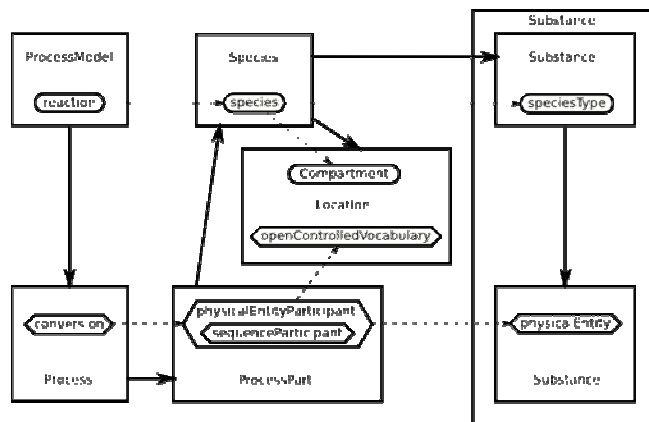 Substance
ProcessModel
Species
Substance
reaction
species
speciesType
Compartment
Location
openControlledVocabulary
physicalEntityParticipant
conversion
sequenceParticipant
physicalEntity
Process
ProcessPart
Substance